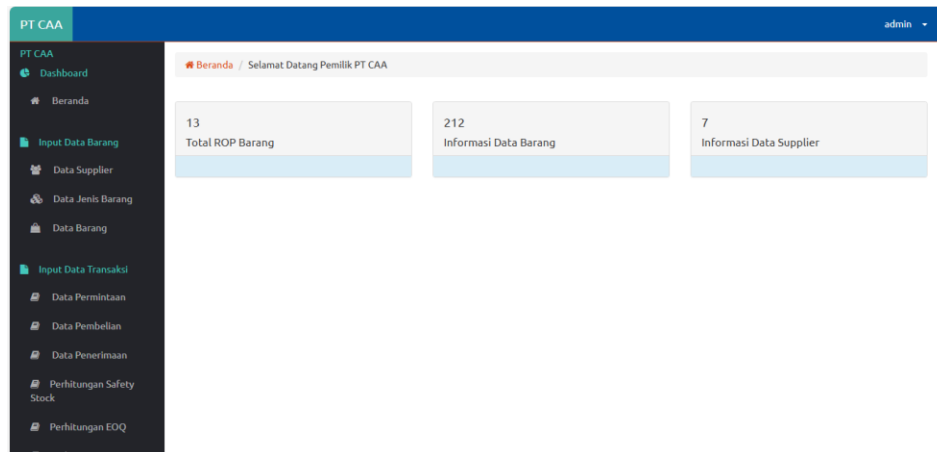 PT CAA
admin
PT CAA
Dashboard
Beranda
Input Data Barang
Data Supplier
Data Jenis Barang
Data Barang
Input Data Transaksi
Data Permintaan
Data Pembelian
Data Penerimaan
Perhitungan Safety
Stock
Perhitungan EOQ
Beranda / Selamat Datang Pemilik PT CAA
13
Total ROP Barang
212
Informasi Data Barang
7
Informasi Data Supplier